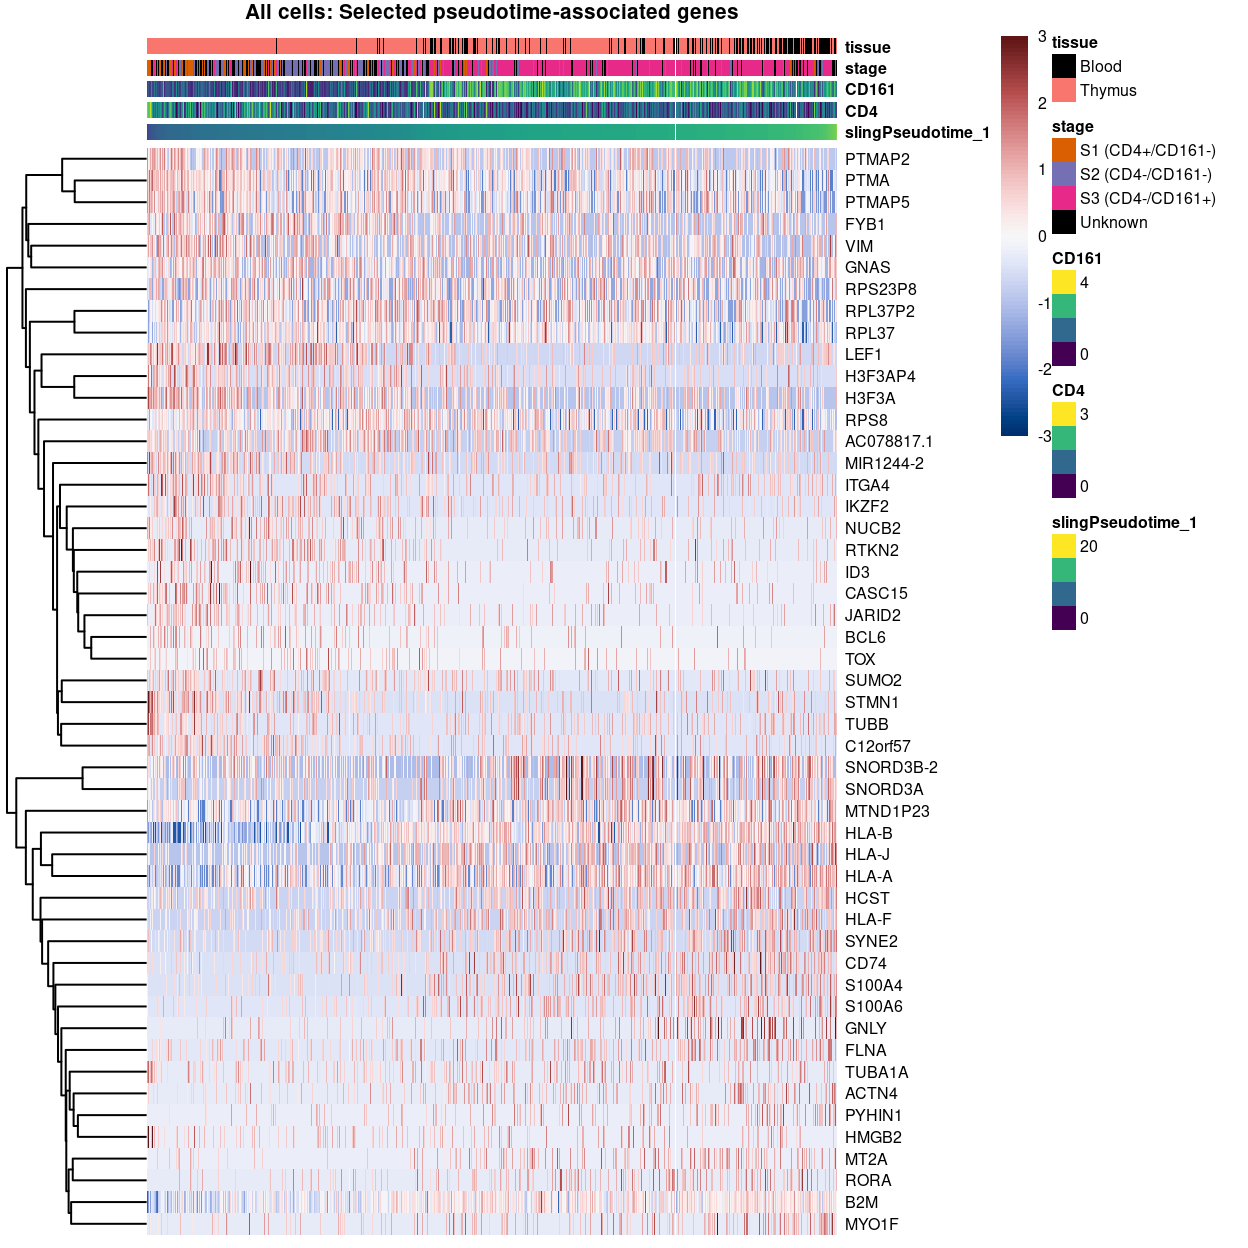 All cells: Selected pseudotime-associated genes
tissue
stage
CD161
CD4
slingPseudotime_1
PTMAP2
PTMA
PTMAP5
FYB1
VIM
GNAS
RPS23P8
RPL37P2
RPL37
LEF1
H3F3AP4
H3F3A
RPS8
AC078817.1
MIR1244-2
ITGA4
IKZF2
NUCB2
RTKN2
ID3
CASC15
JARID2
BCL6
TOX
SUMO2
STMN1
TUBB
C12orf57
SNORD3B-2
SNORD3A
MTND1P23
HLA-B
HLA-J
HLA-A
HCST
HLA-F
SYNE2
CD74
S100A4
S100A6
GNLY
FLNA
TUBA1A
ACTN4
PYHIN1
HMGB2
MT2A
RORA
B2M
MYO1F
3
2
1
0
-1
-2
-3
tissue
Blood
Thymus
stage
S1 (CD4+/CD161-)
S2 (CD4-/CD161-)
S3 (CD4-/CD161+)
Unknown
CD161
4
0
CD4
3
0
slingPseudotime_1
20
0